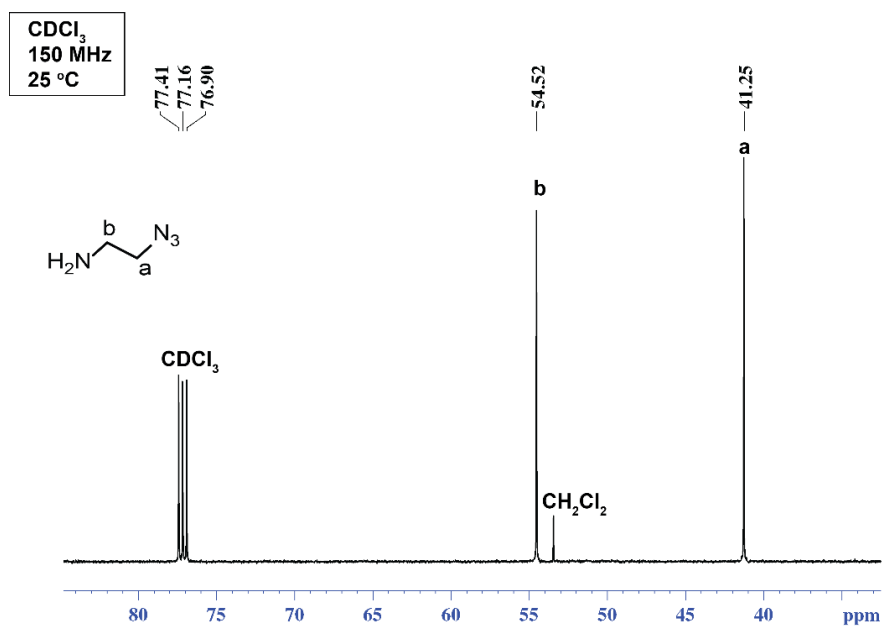 CDCl₃
150 MHz
25 °C
77.41
77.16
76.90
54.52
41.25
a
b
b
N₃
H₂N
a
CDCl₃
CH₂Cl₂
80 75 70 65 60 55 50 45 40 ppm